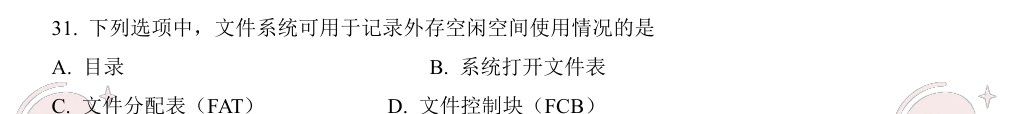 31. 下列选项中，文件系统可用于记录外存空闲空间使用情况的是
A. 目录 B. 系统打开文件表
C. 文件分配表（FAT） D. 文件控制块（FCB）